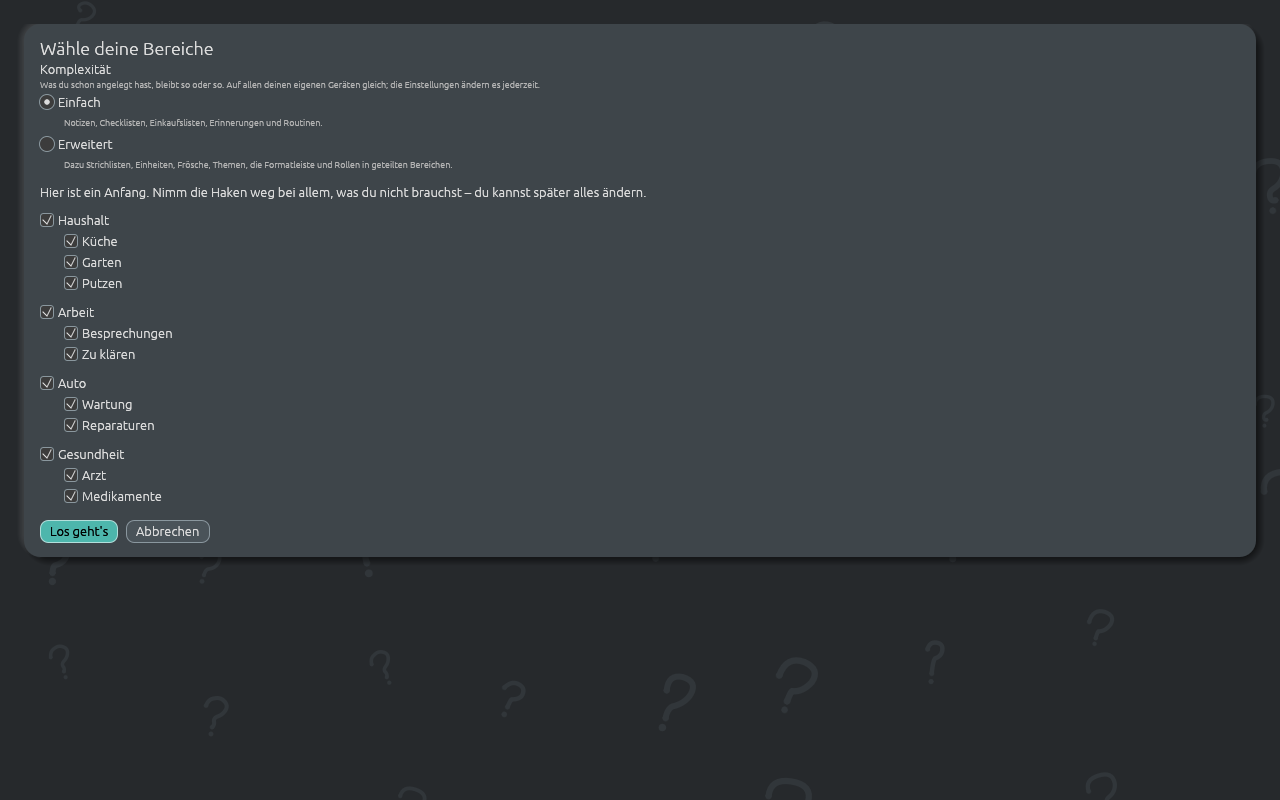 Wähle deine Bereiche
Komplexität
Was du schon angelegt hast, bleibt so oder so. Auf allen deinen eigenen Geräten gleich; die Einstellungen ändern es jederzeit.
Einfach
Notizen, Checklisten, Einkaufslisten, Erinnerungen und Routinen.
Erweitert
Dazu Strichlisten, Einheiten, Frösche, Themen, die Formatleiste und Rollen in geteilten Bereichen.
Hier ist ein Anfang. Nimm die Haken weg bei allem, was du nicht brauchst – du kannst später alles ändern.
Haushalt
Küche
Garten
Putzen
Arbeit
Besprechungen
Zu klären
Auto
Wartung
Reparaturen
Gesundheit
Arzt
Medikamente
Los geht's Abbrechen